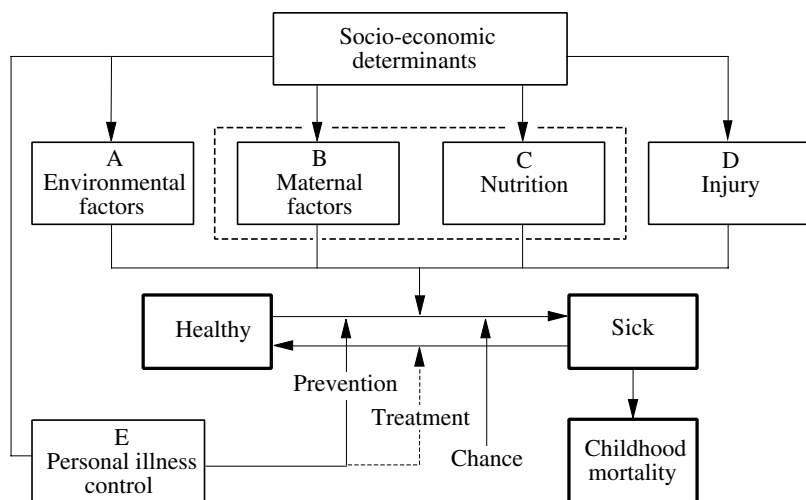 Socio-economic
determinants
A
Environmental
factors
B
Maternal
factors
C
Nutrition
D
Injury
Healthy
Sick
Prevention
Treatment
Chance
E
Personal illness
control
Childhood
mortality